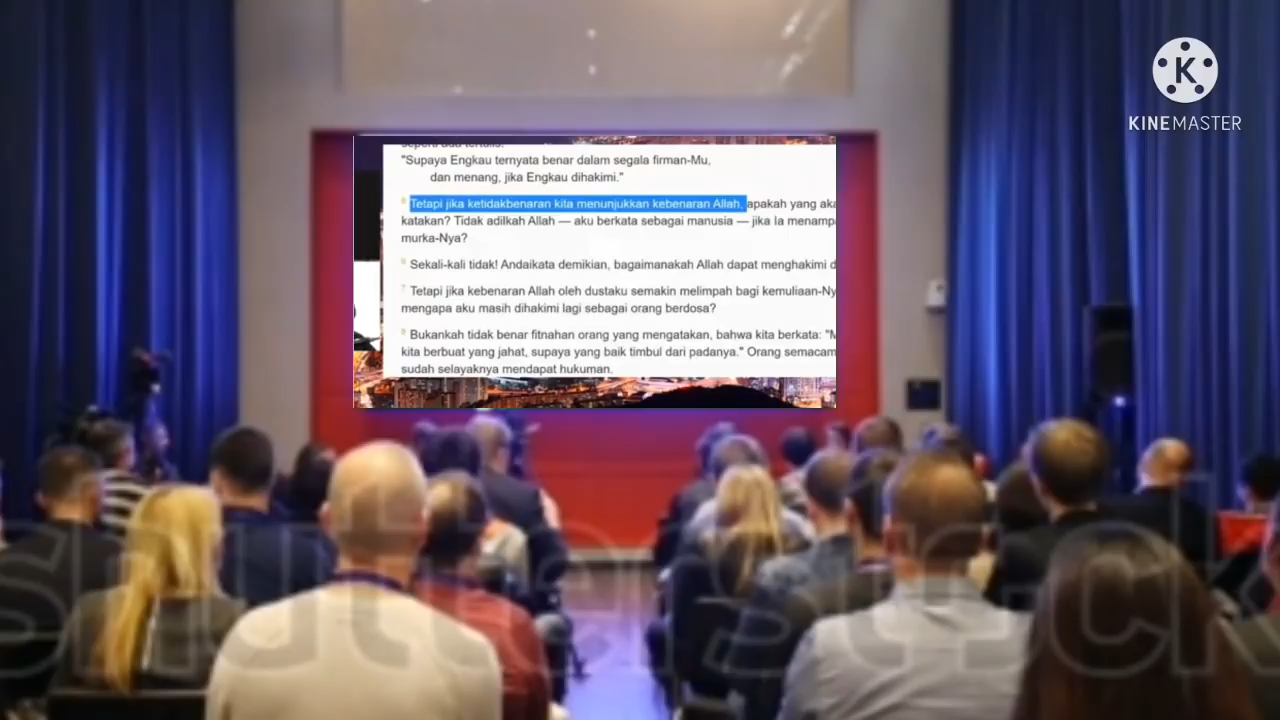 KINEMASTER
"Supaya Engkau ternyata benar dalam segala firman-Mu,
dan menang, jika Engkau dihakimi."
Tetapi jika ketidakbenaran kita menunjukkan kebenaran Allah, apakah yang
katakan? Tidak adilkah Allah — aku berkata sebagai manusia — jika Ia
murka-Nya?
6 Sekali-kali tidak! Andaikata demikian, bagaimanakah Allah dapat menghakimi
7 Tetapi jika kebenaran Allah oleh dustaku semakin melimpah bagi
mengapa aku masih dihakimi lagi sebagai orang berdosa?
8 Bukankah tidak benar fitnahan orang yang mengatakan, bahwa kita berkata:
kita berbuat yang jahat, supaya yang baik timbul dari padanya." Orang semacam
sudah selayaknya mendapat hukuman.
shutterstock